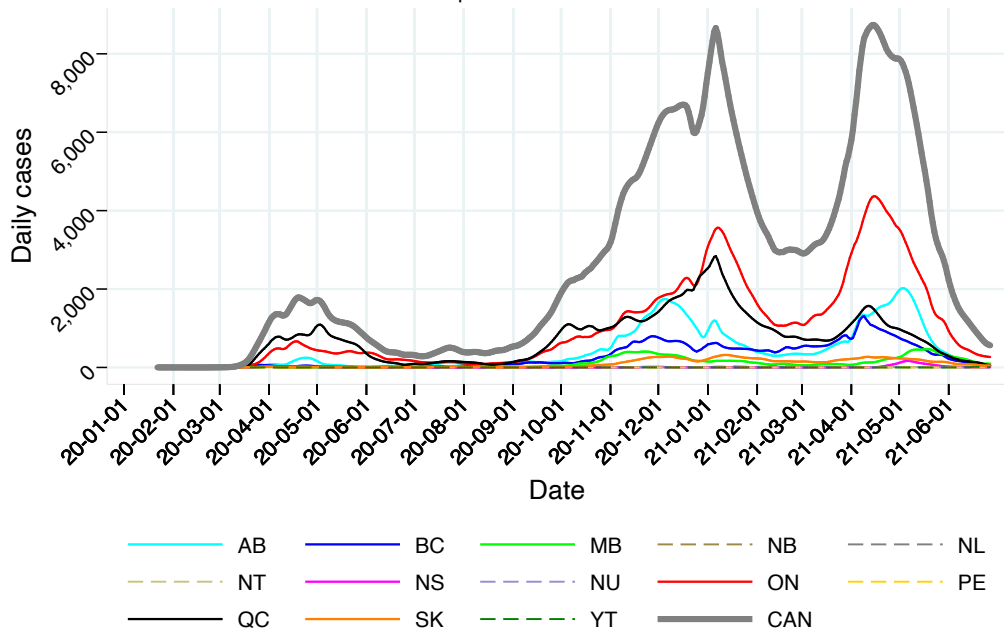 Daily cases
8,000
6,000
4,000
2,000
0
20-01-01 20-02-01 20-03-01 20-04-01 20-05-01 20-06-01 20-07-01 20-08-01 20-09-01 20-10-01 20-11-01 20-12-01 21-01-01 21-02-01 21-03-01 21-04-01 21-05-01 21-06-01
Date
AB BC MB NB NL
NT NS NU ON PE
QC SK YT CAN